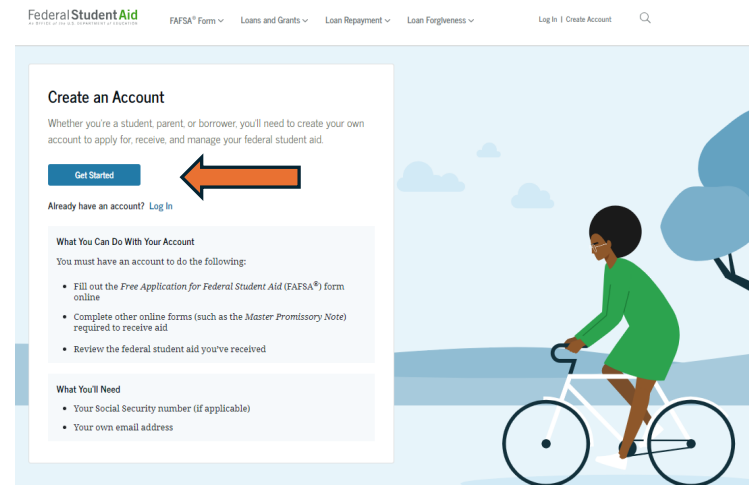 Federal Student Aid
An OFFICE of the U.S. DEPARTMENT of EDUCATION
FAFSA® Form
Loans and Grants
Loan Repayment
Loan Forgiveness
Log In | Create Account
Create an Account
Whether you're a student, parent, or borrower, you'll need to create your own
account to apply for, receive, and manage your federal student aid.
Get Started
Already have an account? Log In
What You Can Do With Your Account
You must have an account to do the following:
• Fill out the Free Application for Federal Student Aid (FAFSA®) form
online
• Complete other online forms (such as the Master Promissory Note)
required to receive aid
• Review the federal student aid you've received
What You'll Need
• Your Social Security number (if applicable)
• Your own email address